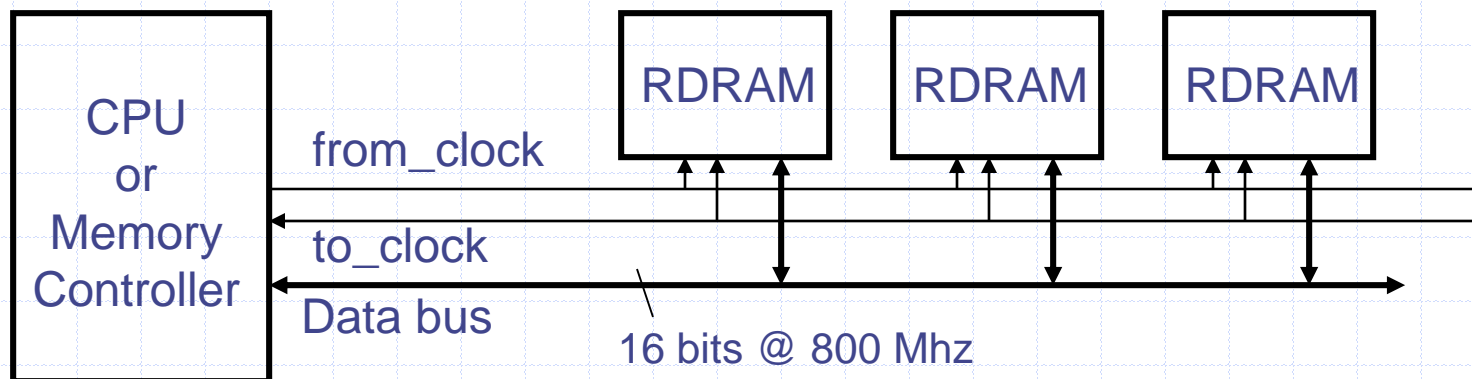 CPU
or
Memory
Controller
from_clock
to_clock
Data bus
RDRAM
RDRAM
RDRAM
16 bits @ 800 Mhz